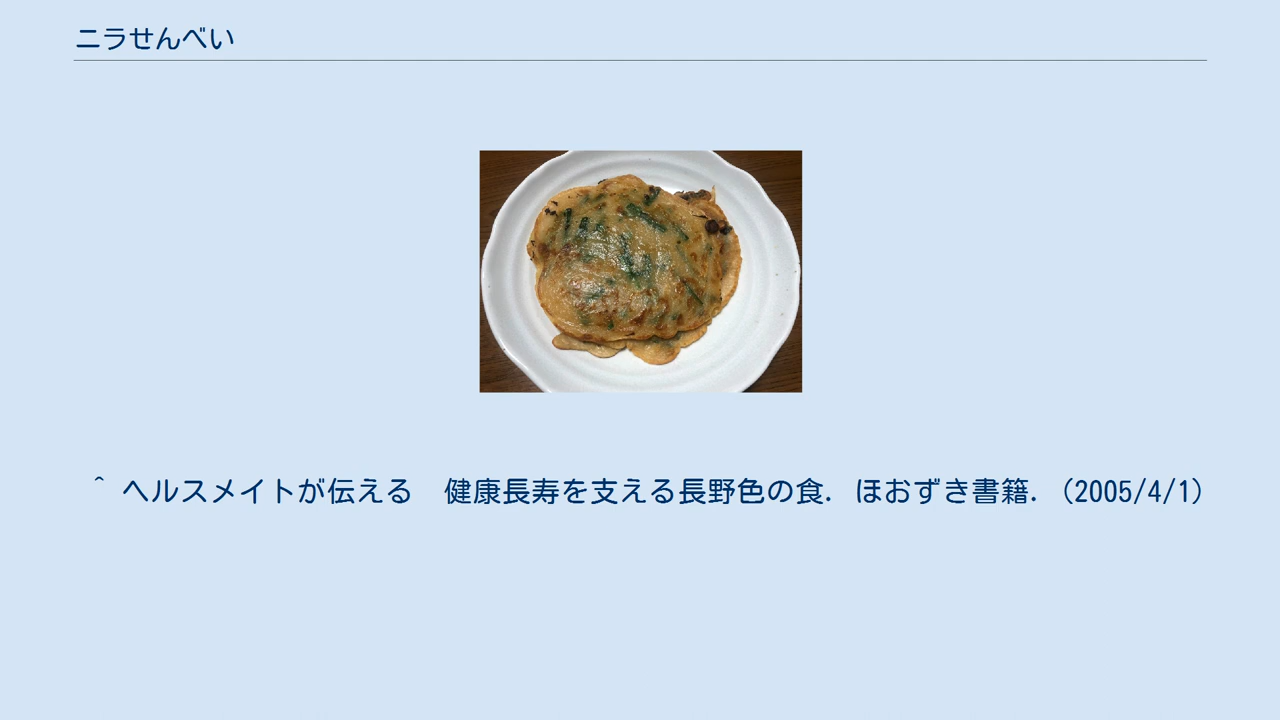 ニラせんべい
^ ヘルスメイトが伝える　健康長寿を支える長野色の食. ほおずき書籍. (2005/4/1)